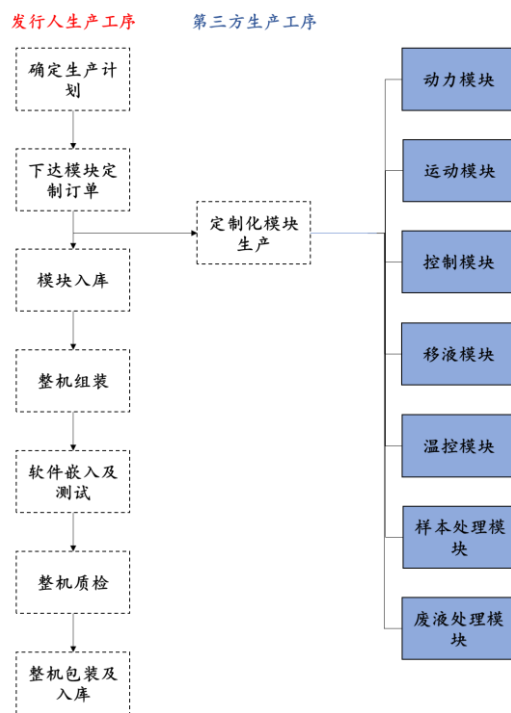 发行人生产工序
第三方生产工序
确定生产计
划
下达模块定
制订单
模块入库
整机组装
软件嵌入及
测试
整机质检
整机包装及
入库
定制化模块
生产
动力模块
运动模块
控制模块
移液模块
温控模块
样本处理模
块
废液处理模
块